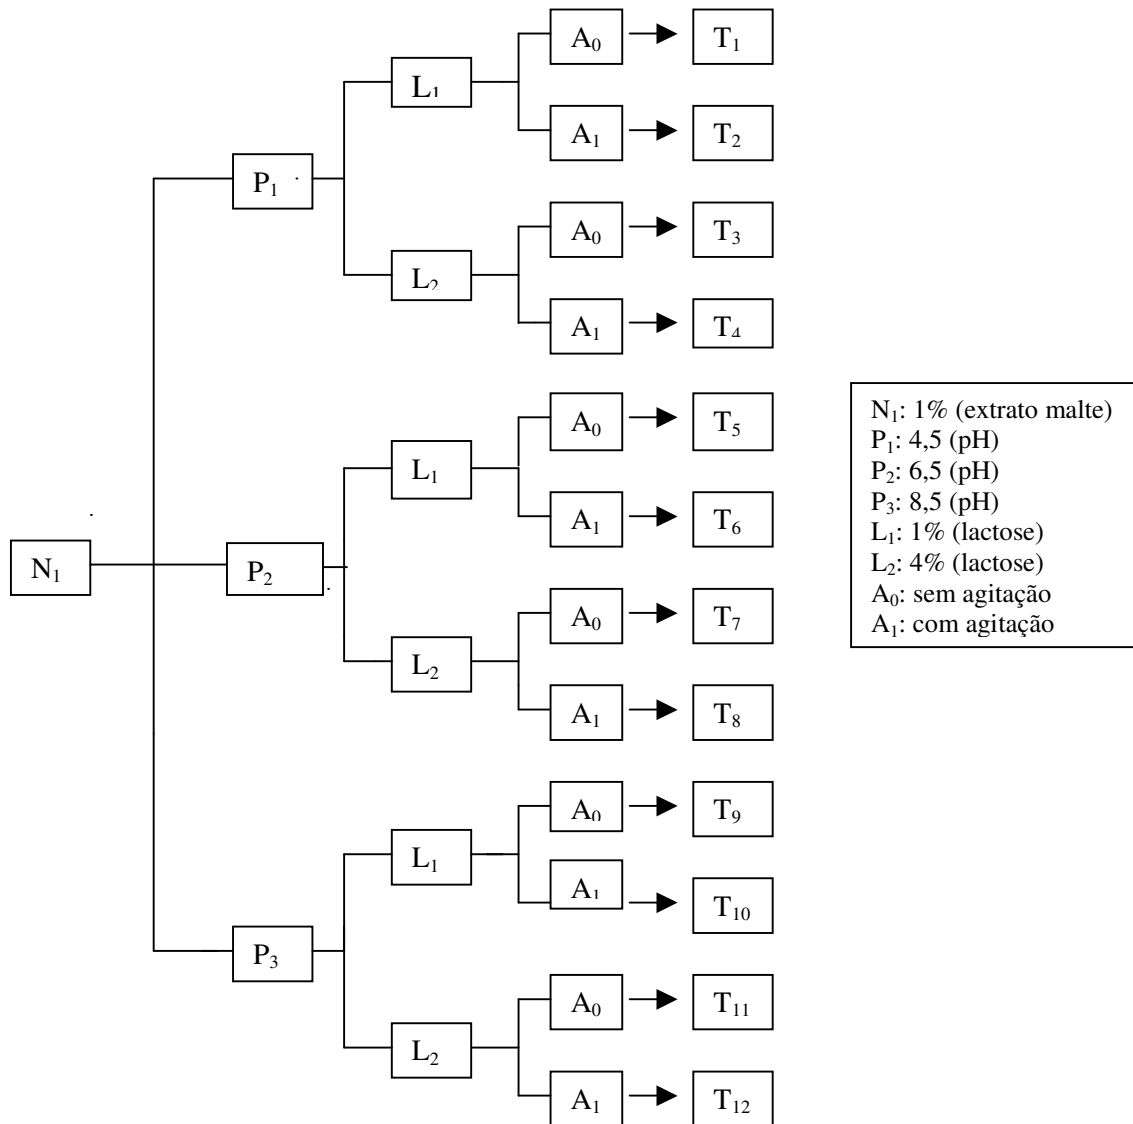 A₀ T₁
L₁
A₁ T₂
P₁
A₀ T₃
L₂
A₁ T₄
A₀ T₅
L₁
A₁ T₆
N₁ P₂
A₀ T₇
L₂
A₁ T₈
A₀ T₉
L₁
A₁ T₁₀
P₃
A₀ T₁₁
L₂
A₁ T₁₂
N₁: 1% (extrato malte)
P₁: 4,5 (pH)
P₂: 6,5 (pH)
P₃: 8,5 (pH)
L₁: 1% (lactose)
L₂: 4% (lactose)
A₀: sem agitação
A₁: com agitação